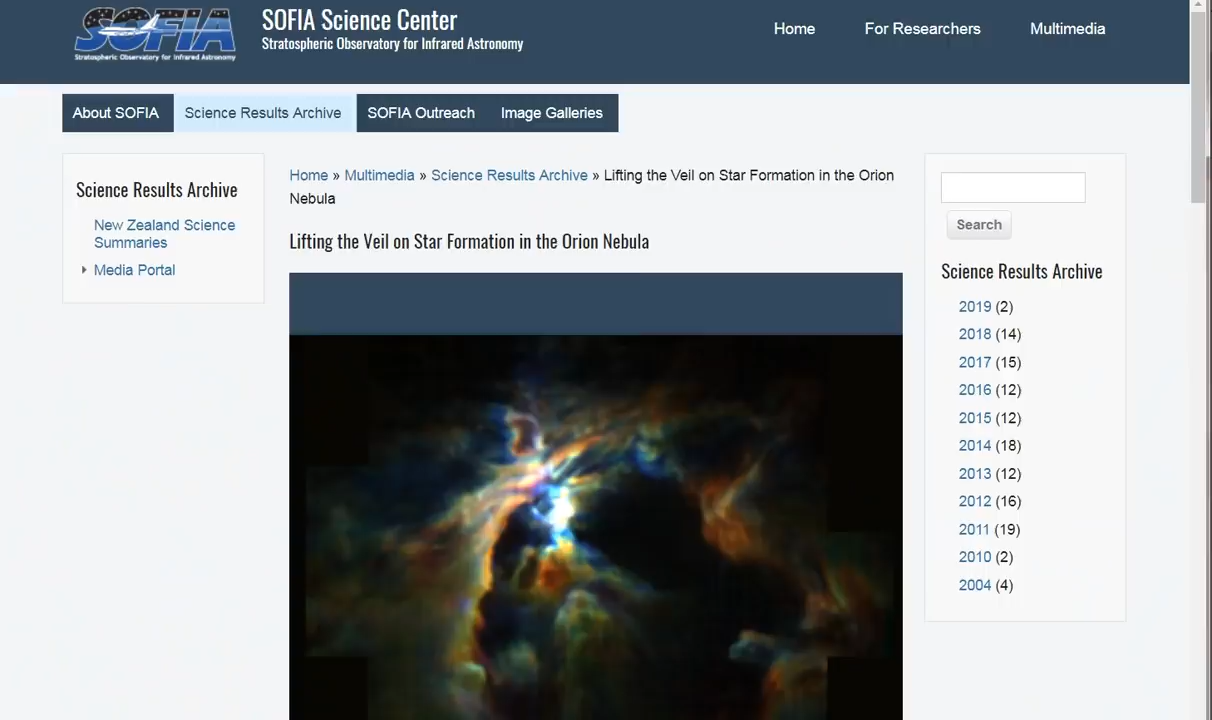 SOFIA
Stratospheric Observatory for Infrared Astronomy
SOFIA Science Center
Stratospheric Observatory for Infrared Astronomy
Home
For Researchers
Multimedia
About SOFIA
Science Results Archive
SOFIA Outreach
Image Galleries
Science Results Archive
New Zealand Science
Summaries
Media Portal
Home » Multimedia » Science Results Archive » Lifting the Veil on Star Formation in the Orion
Nebula
Lifting the Veil on Star Formation in the Orion Nebula
Search
Science Results Archive
2019 (2)
2018 (14)
2017 (15)
2016 (12)
2015 (12)
2014 (18)
2013 (12)
2012 (16)
2011 (19)
2010 (2)
2004 (4)